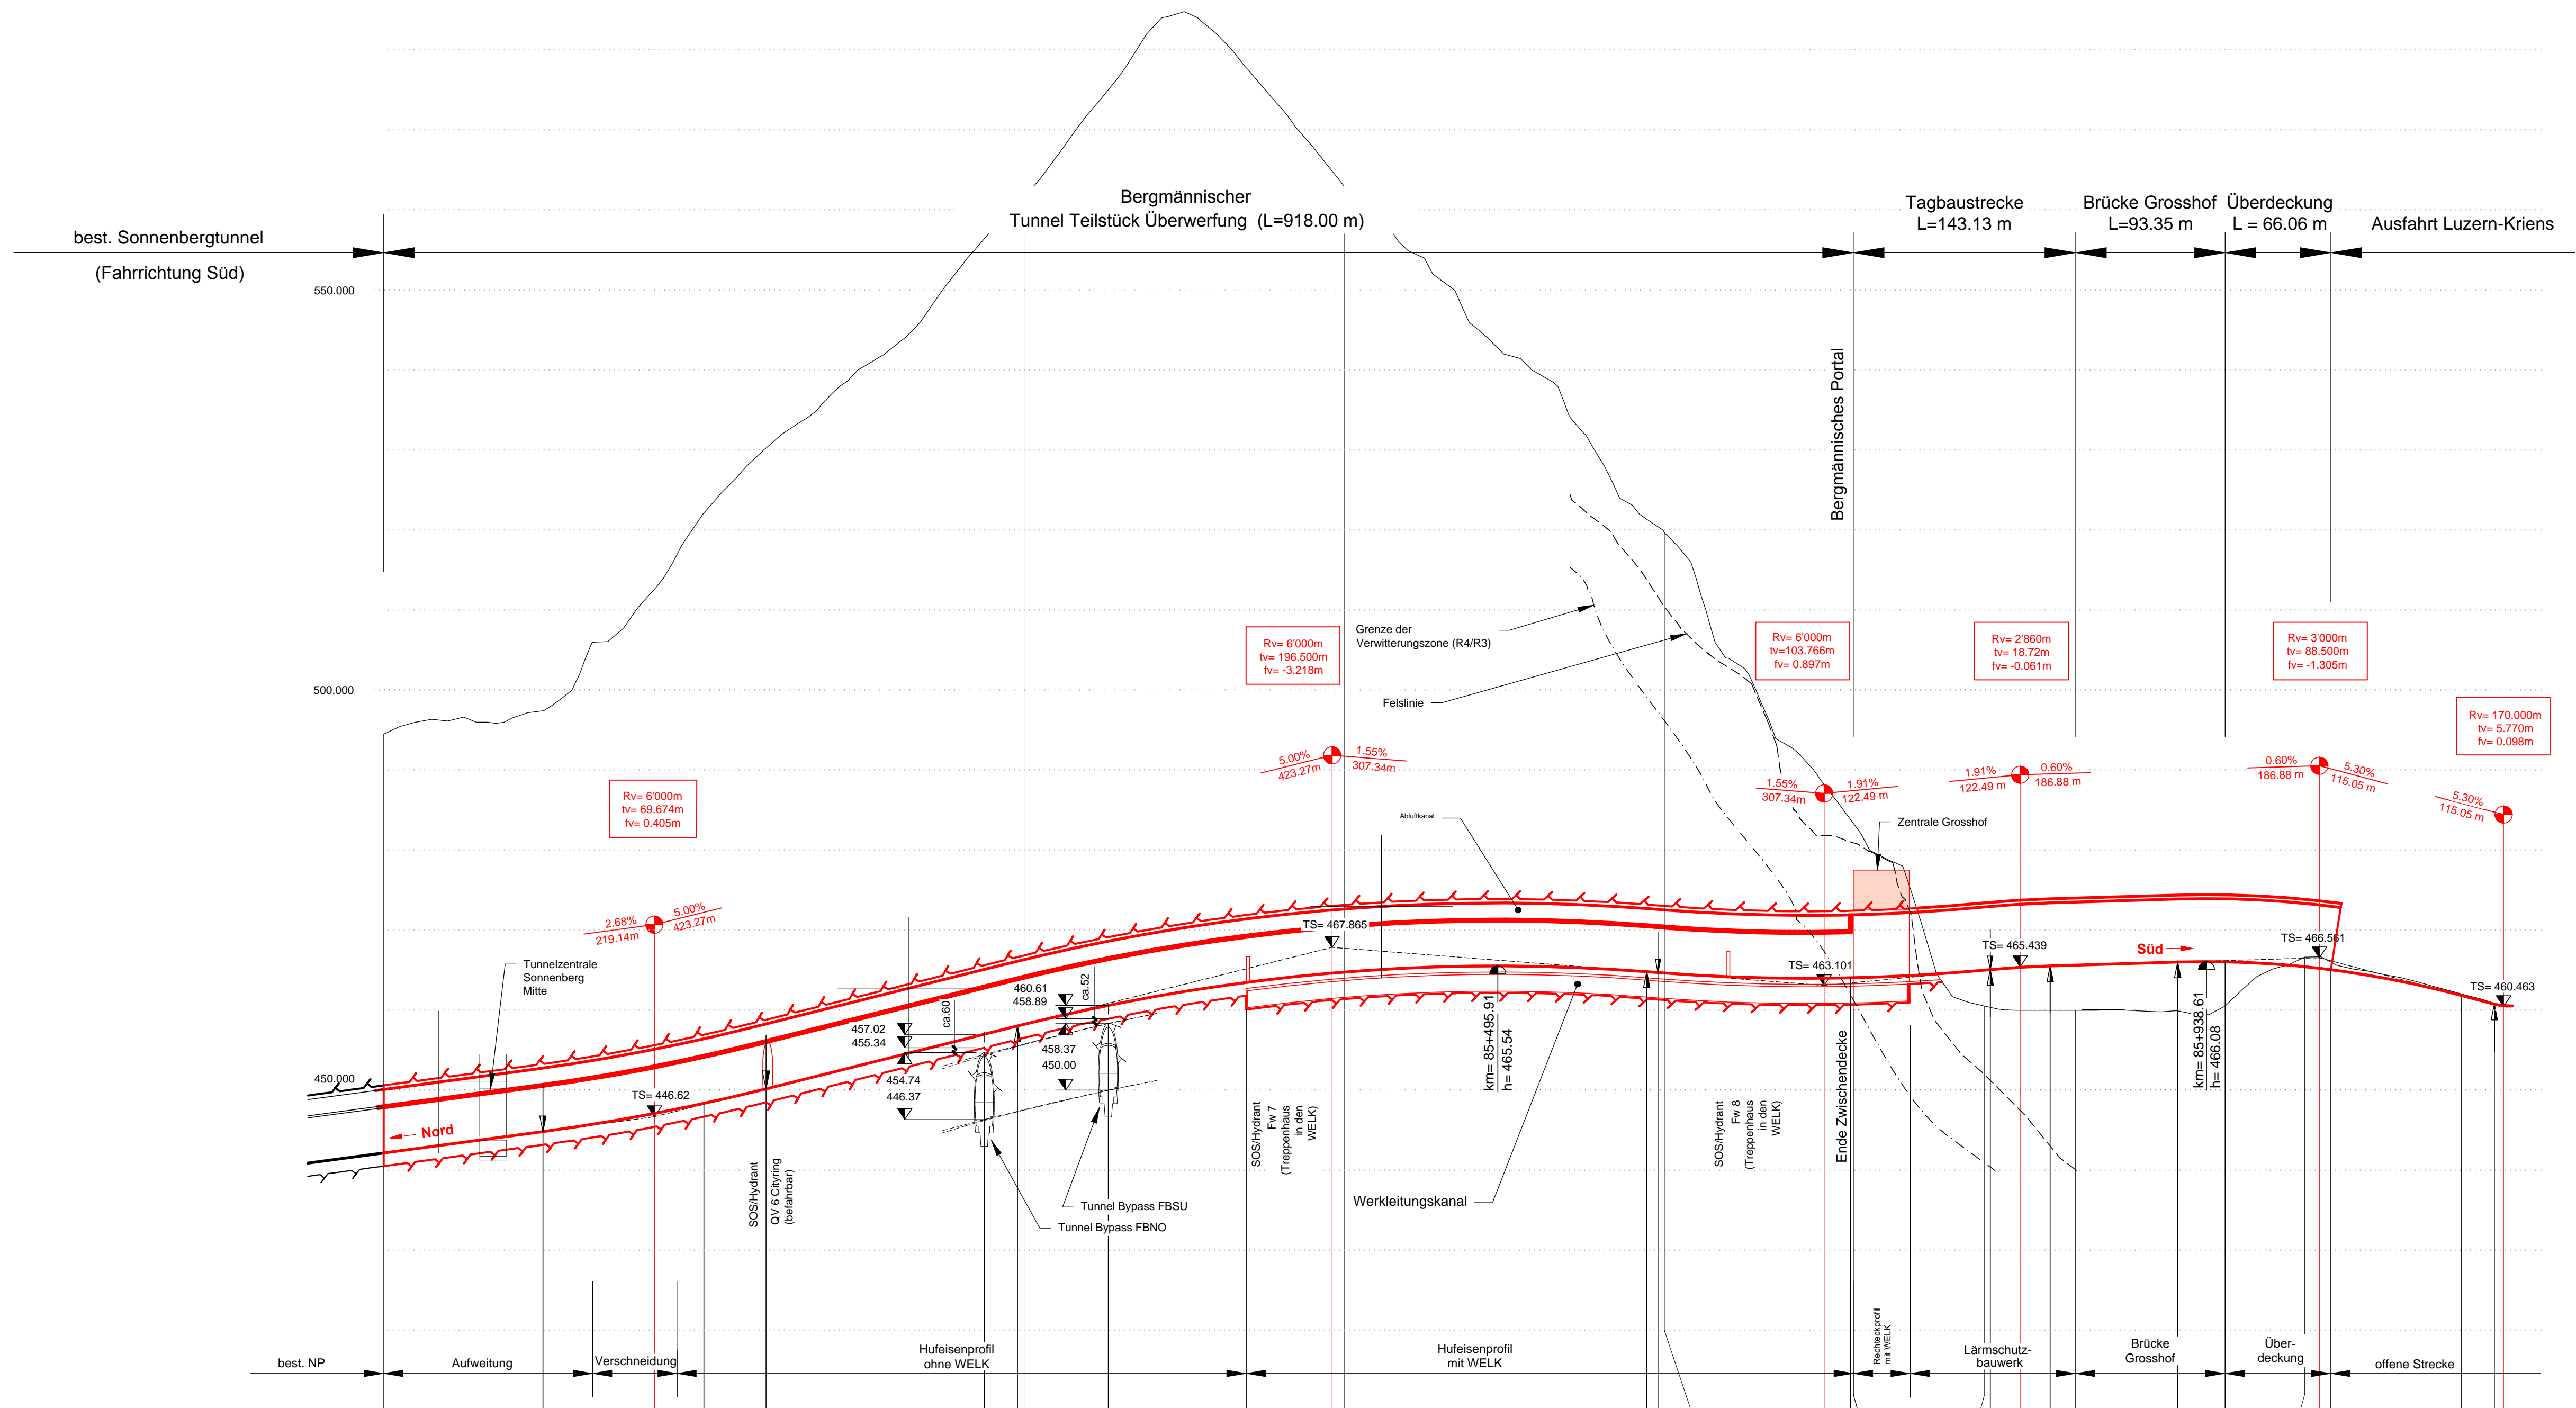 Bergmännischer
Tunnel Teilstück Überwerfung (L=918.00 m)
Tagbaustrecke
L=143.13 m
Brücke Grosshof
L=93.35 m
Überdeckung
L = 66.06 m
Ausfahrt Luzern-Kriens
best. Sonnenbergtunnel
(Fahrrichtung Süd)
550.000
Bergmännisches Portal
Grenze der
Verwitterungszone (R4/R3)
Felslinie
500.000
Rv= 6'000m
tv= 196.500m
fv= -3.218m
Rv= 6'000m
tv=103.766m
fv= 0.897m
Rv= 2'860m
tv= 18.72m
fv= -0.061m
Rv= 3'000m
tv= 88.500m
fv= -1.305m
Rv= 170.000m
tv= 5.770m
fv= 0.098m
Rv= 6'000m
tv= 69.674m
fv= 0.405m
5.00%
423.27m
1.55%
307.34m
1.55%
307.34m
1.91%
122.49 m
1.91%
122.49 m
0.60%
186.88 m
0.60%
186.88 m
5.30%
115.05 m
5.30%
115.05 m
2.68%
219.14m
5.00%
423.27m
Abluftkanal
Zentrale Grosshof
TS= 467.865
TS= 463.101
TS= 465.439
Süd
TS= 466.561
TS= 460.463
Tunnelzentrale
Sonnenberg
Mitte
460.61
458.89
ca.52
ca.60
457.02
455.34
458.37
450.00
454.74
446.37
450.000
TS= 446.62
Nord
km= 85+495.91
h= 465.54
km= 85+938.61
h= 466.08
SOS/Hydrant
QV 6 Cityring
(befahrbar)
SOS/Hydrant
Fw 7
(Treppenhaus
in den
WELK)
SOS/Hydrant
Fw 8
(Treppenhaus
in den
WELK)
Ende Zwischendecke
Tunnel Bypass FBSU
Tunnel Bypass FBNO
Werkleitungskanal
best. NP
Aufweitung
Verschneidung
Hufeisenprofil
ohne WELK
Hufeisenprofil
mit WELK
Rechteckprofil
mit WELK
Lärmschutz-
bauwerk
Brücke
Grosshof
Über-
deckung
offene Strecke